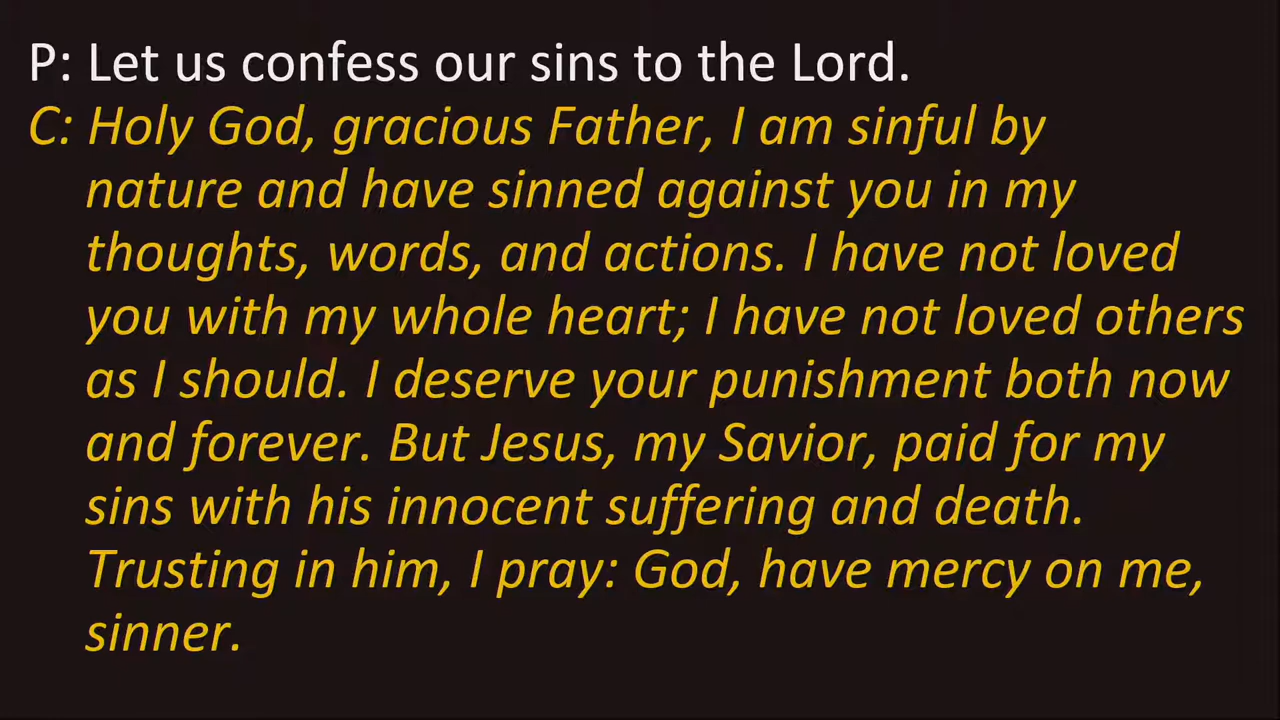 P: Let us confess our sins to the Lord.
C: Holy God, gracious Father, I am sinful by
nature and have sinned against you in my
thoughts, words, and actions. I have not loved
you with my whole heart; I have not loved others
as I should. I deserve your punishment both now
and forever. But Jesus, my Savior, paid for my
sins with his innocent suffering and death.
Trusting in him, I pray: God, have mercy on me,
sinner.